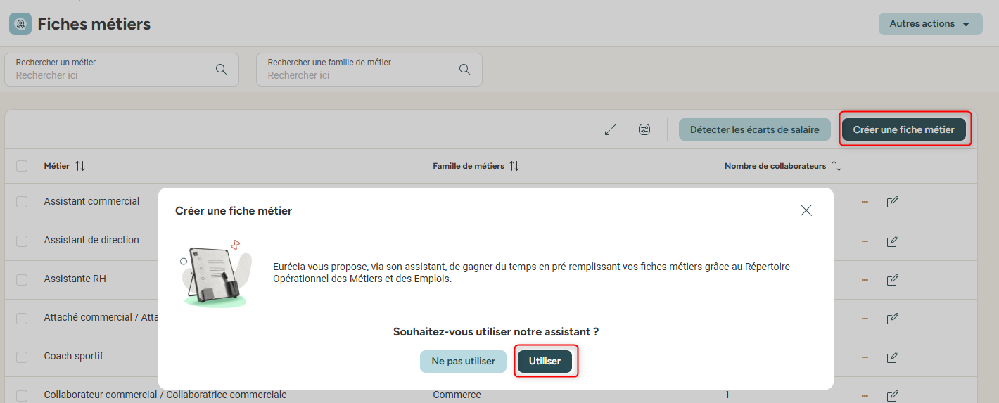 Fiches métiers
Autres actions
Rechercher un métier
Rechercher ici
Rechercher une famille de métier
Rechercher ici
Détecter les écarts de salaire
Créer une fiche métier
Métier
Famille de métiers
Nombre de collaborateurs
Assistant commercial
Assistant de direction
Assistante RH
Attaché commercial / Atta
Coach sportif
Collaborateur commercial / Collaboratrice commerciale
Commerce
1
Créer une fiche métier
Eurécia vous propose, via son assistant, de gagner du temps en pré-remplissant vos fiches métiers grâce au Répertoire
Opérationnel des Métiers et des Emplois.
Souhaitez-vous utiliser notre assistant ?
Ne pas utiliser
Utiliser